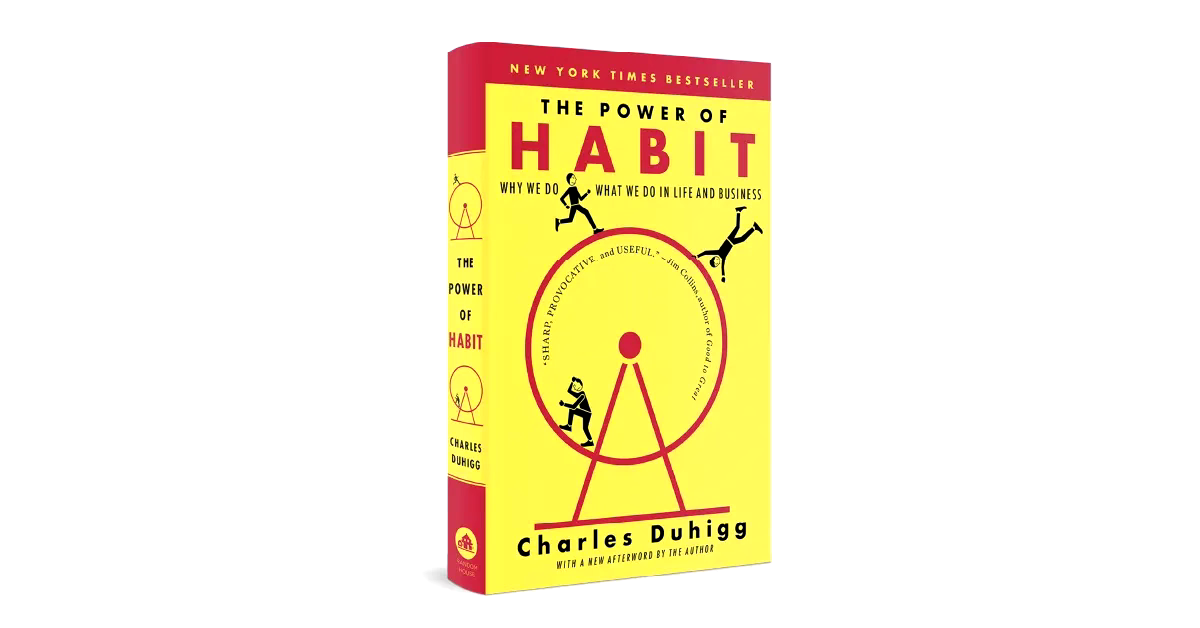 NEW YORK TIMES BESTSELLER
THE POWER OF
HABIT
WHY WE DO WHAT WE DO IN LIFE AND BUSINESS
"SHARP, PROVOCATIVE, and USEFUL." –Jim Collins, author of Good to Great
Charles Duhigg
WITH A NEW AFTERWORD BY THE AUTHOR
THE
POWER
OF
HABIT
CHARLES
DUHIGG
RANDOM
HOUSE